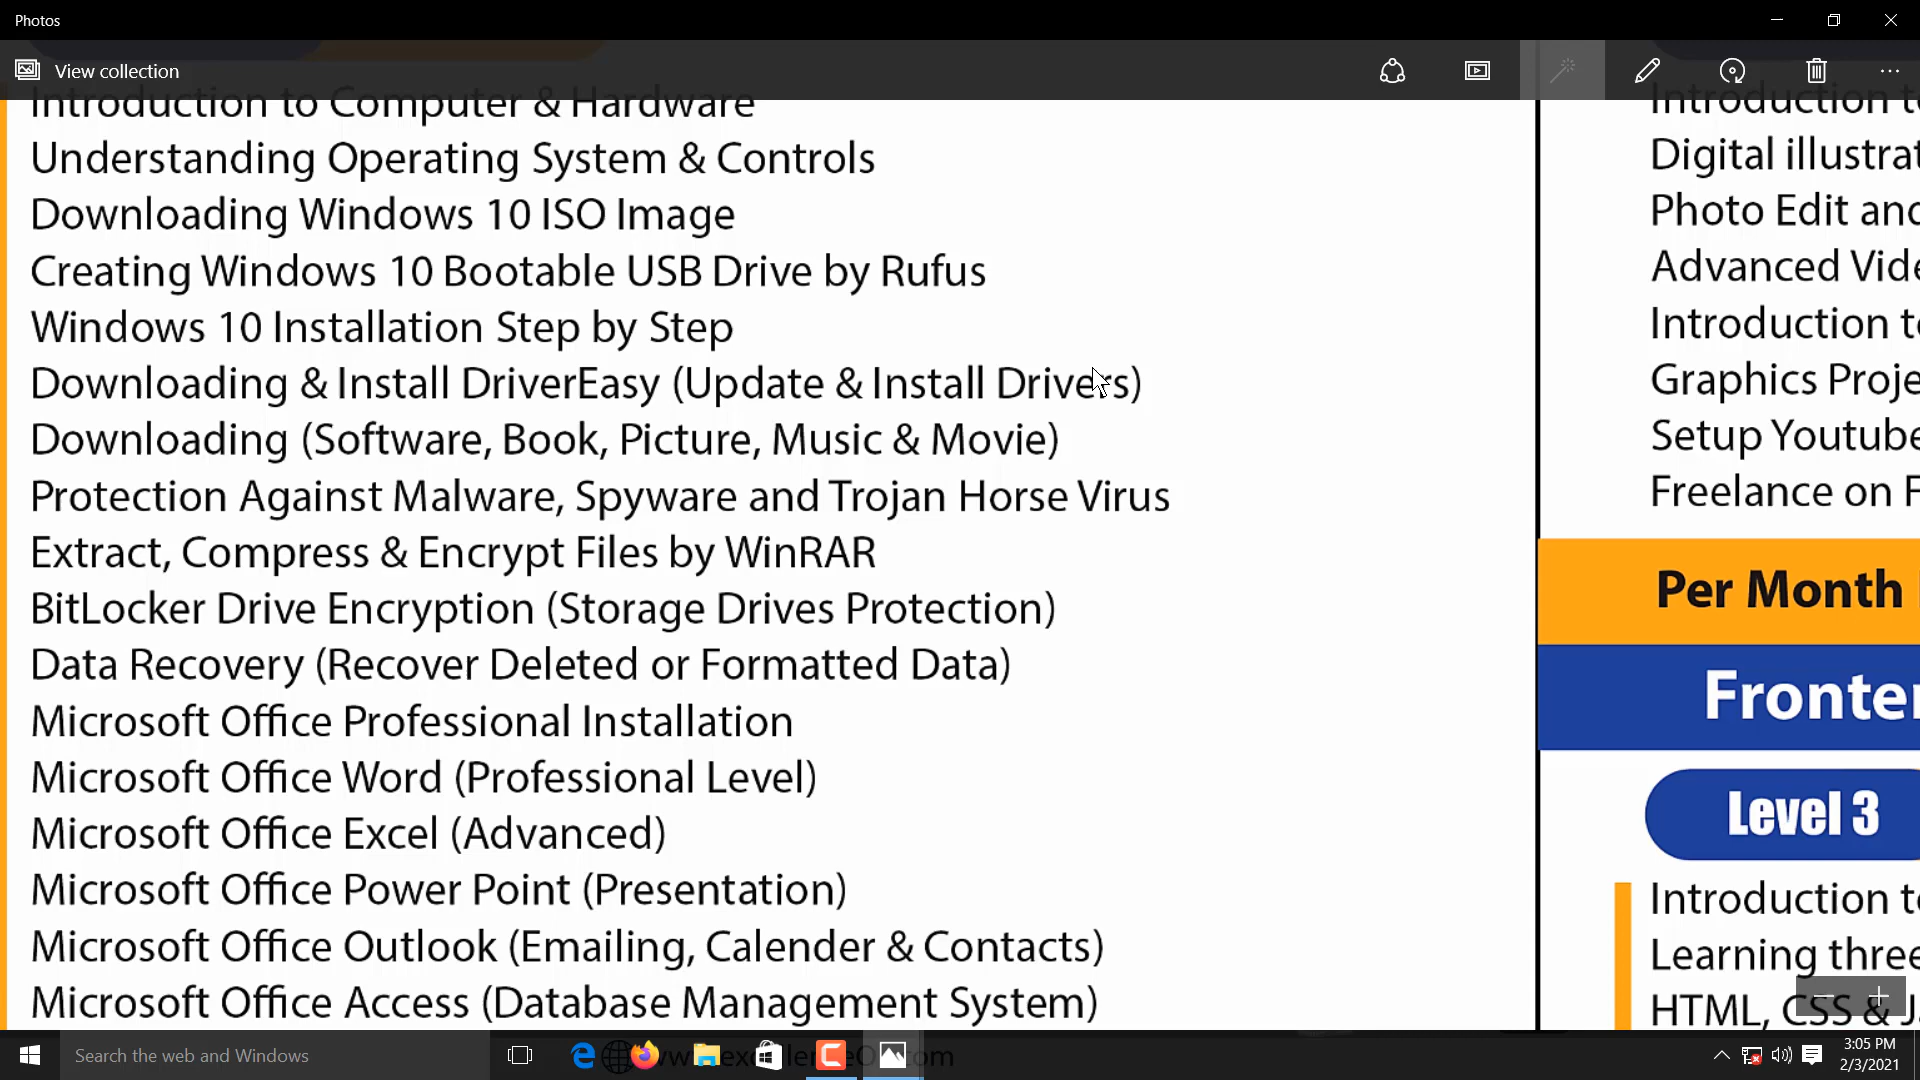 Photos
View collection
Introduction to Computer & Hardware
Understanding Operating System & Controls
Downloading Windows 10 ISO Image
Creating Windows 10 Bootable USB Drive by Rufus
Windows 10 Installation Step by Step
Downloading & Install DriverEasy (Update & Install Drivers)
Downloading (Software, Book, Picture, Music & Movie)
Protection Against Malware, Spyware and Trojan Horse Virus
Extract, Compress & Encrypt Files by WinRAR
BitLocker Drive Encryption (Storage Drives Protection)
Data Recovery (Recover Deleted or Formatted Data)
Microsoft Office Professional Installation
Microsoft Office Word (Professional Level)
Microsoft Office Excel (Advanced)
Microsoft Office Power Point (Presentation)
Microsoft Office Outlook (Emailing, Calender & Contacts)
Microsoft Office Access (Database Management System)
Introduction
Digital
Photo Edit
Advanced
Introduction
Graphics
Setup
Freelance on
Per Month
Level 3
Introduction
Learning three
HTML, CSS &
Search the web and Windows
3:05 PM
2/3/2021